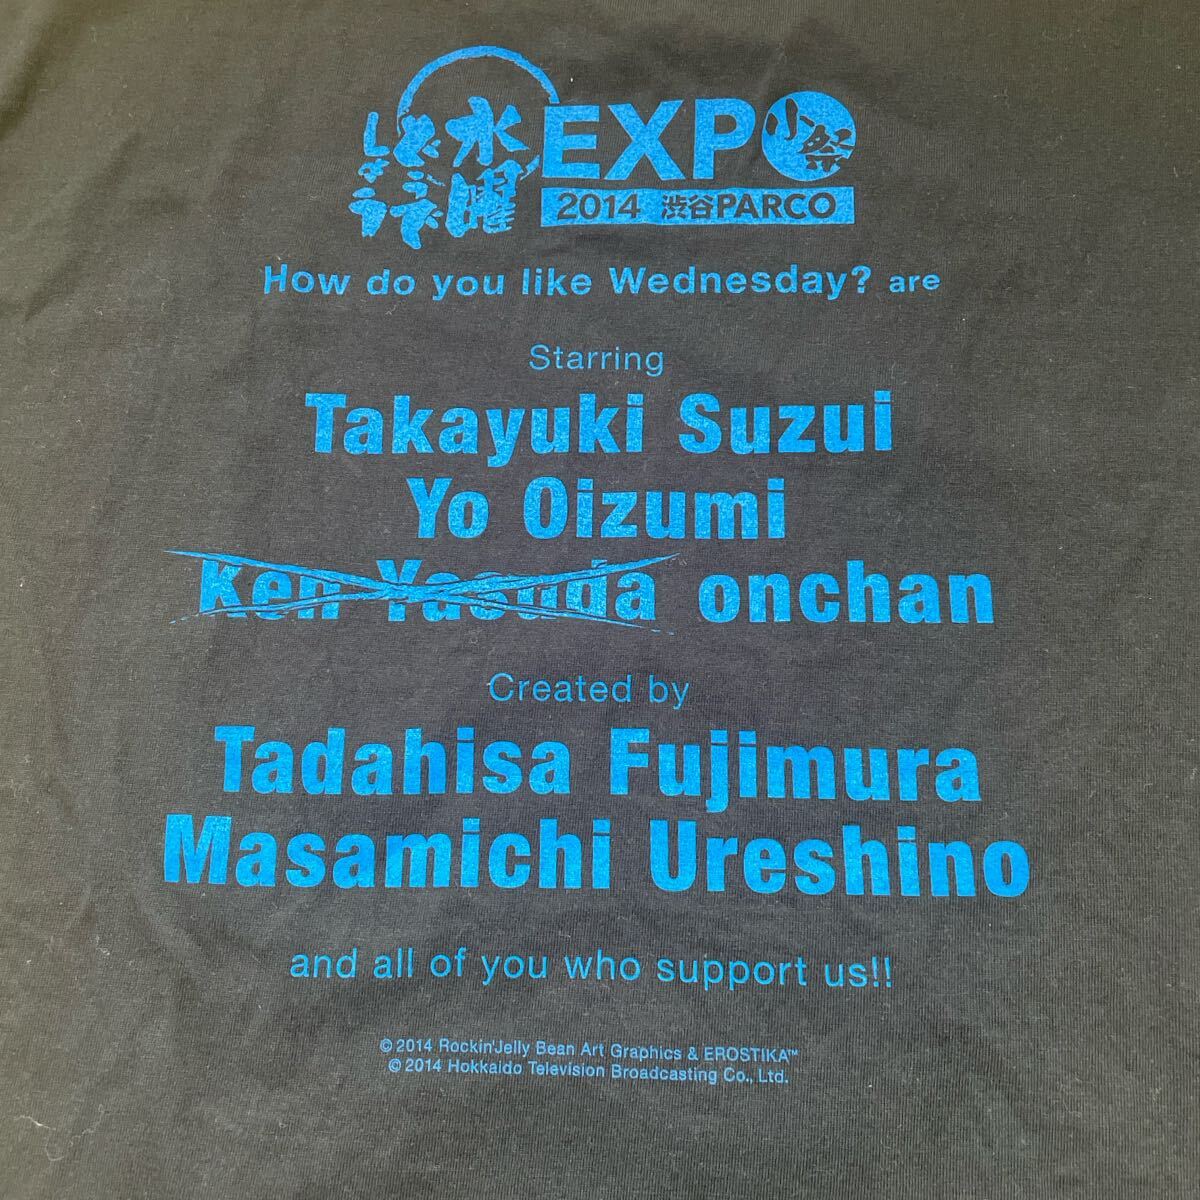 水曜どうでしょう EXPO 小祭
2014 渋谷PARCO
How do you like Wednesday? are
Starring
Takayuki Suzui
Yo Oizumi
Ken Yasuda onchan
Created by
Tadahisa Fujimura
Masamichi Ureshino
and all of you who support us!!
© 2014 Rockin'Jelly Bean Art Graphics & EROSTIKA™
© 2014 Hokkaido Television Broadcasting Co., Ltd.